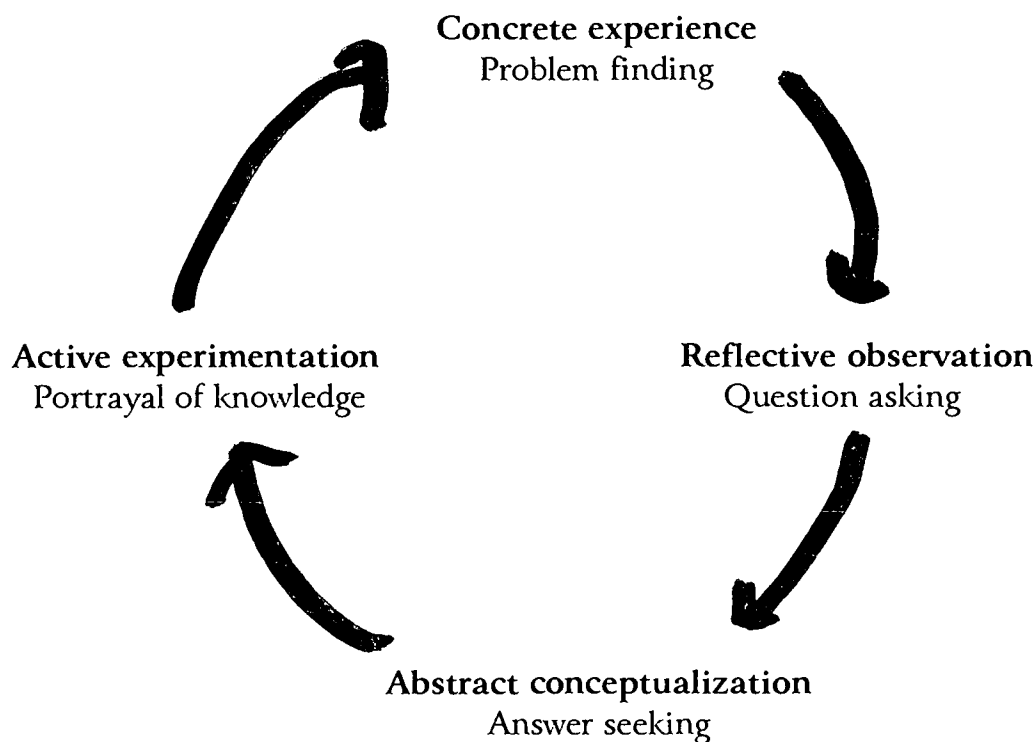 Concrete experience
Problem finding
Active experimentation
Portrayal of knowledge
Reflective observation
Question asking
Abstract conceptualization
Answer seeking